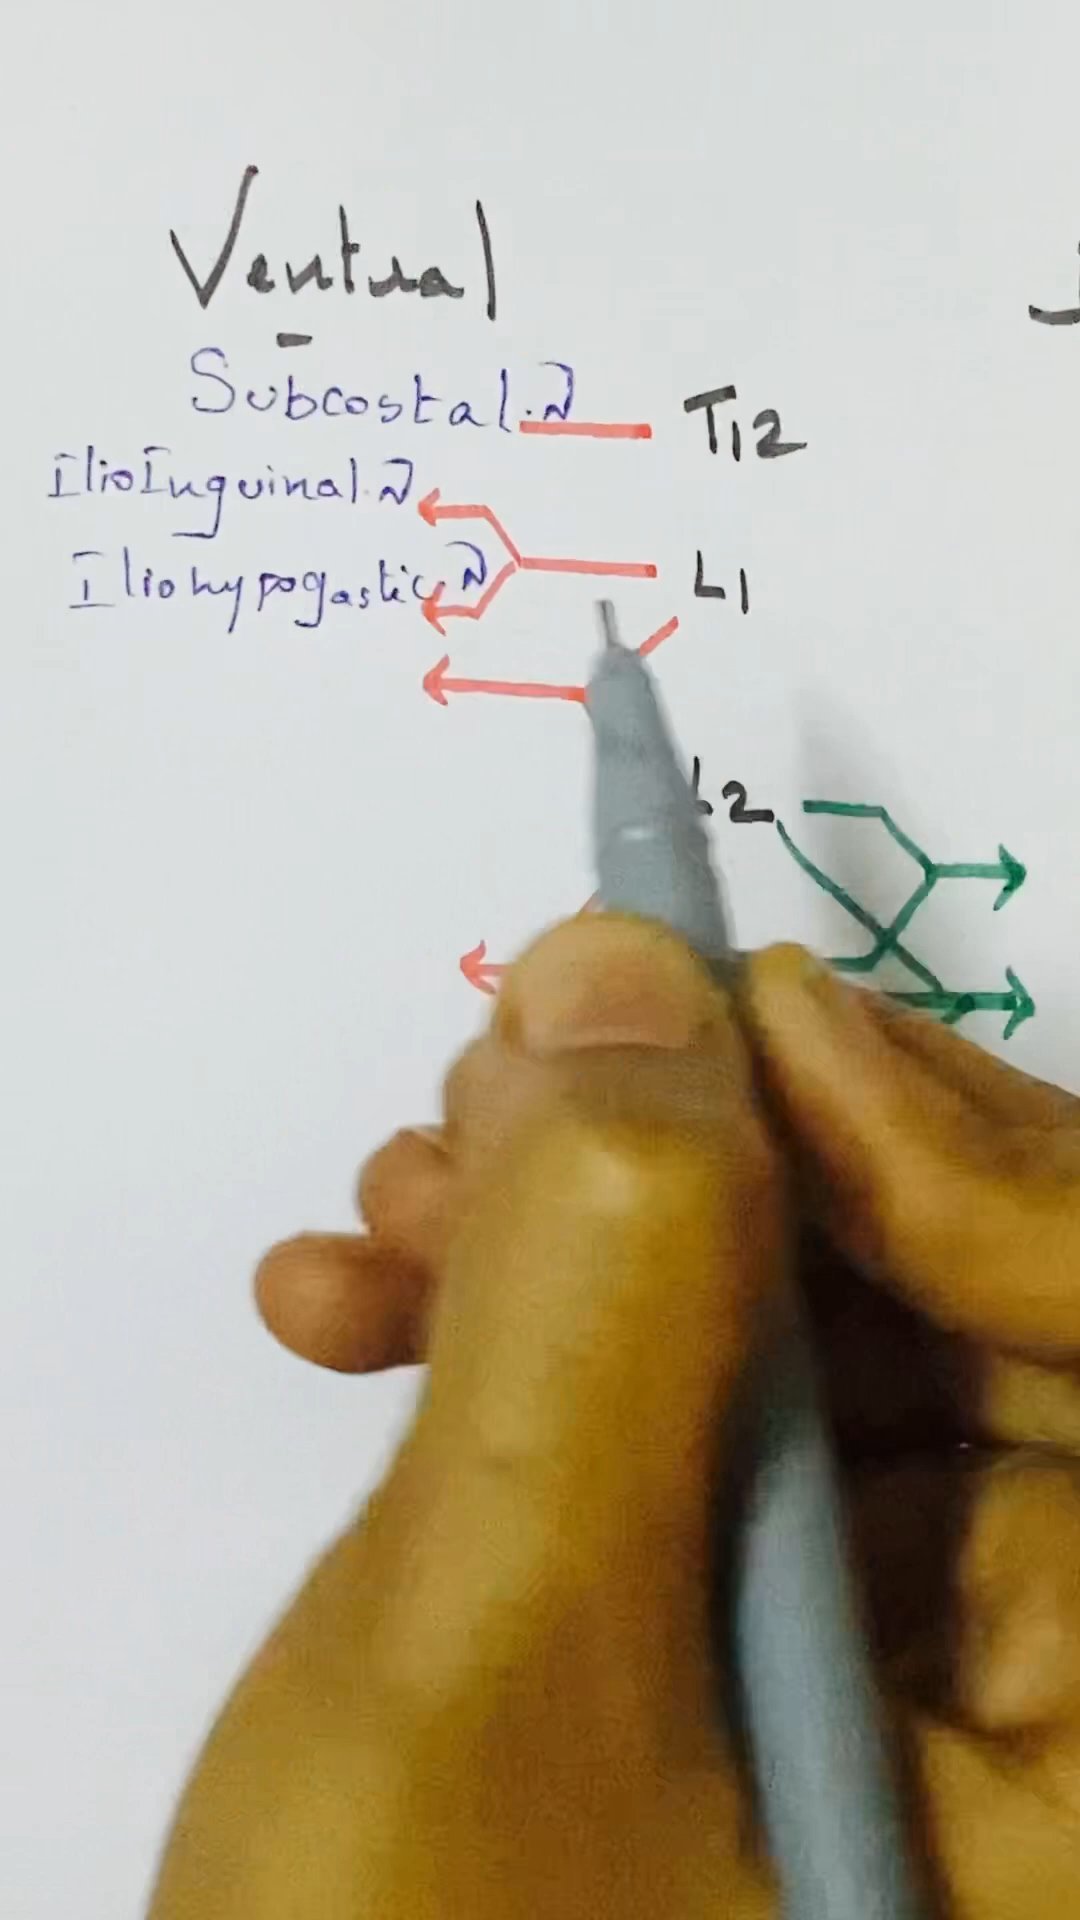 Ventral
Subcostal.N T12
IlioInguinal.N
Iliohypogastic.N L1
L2